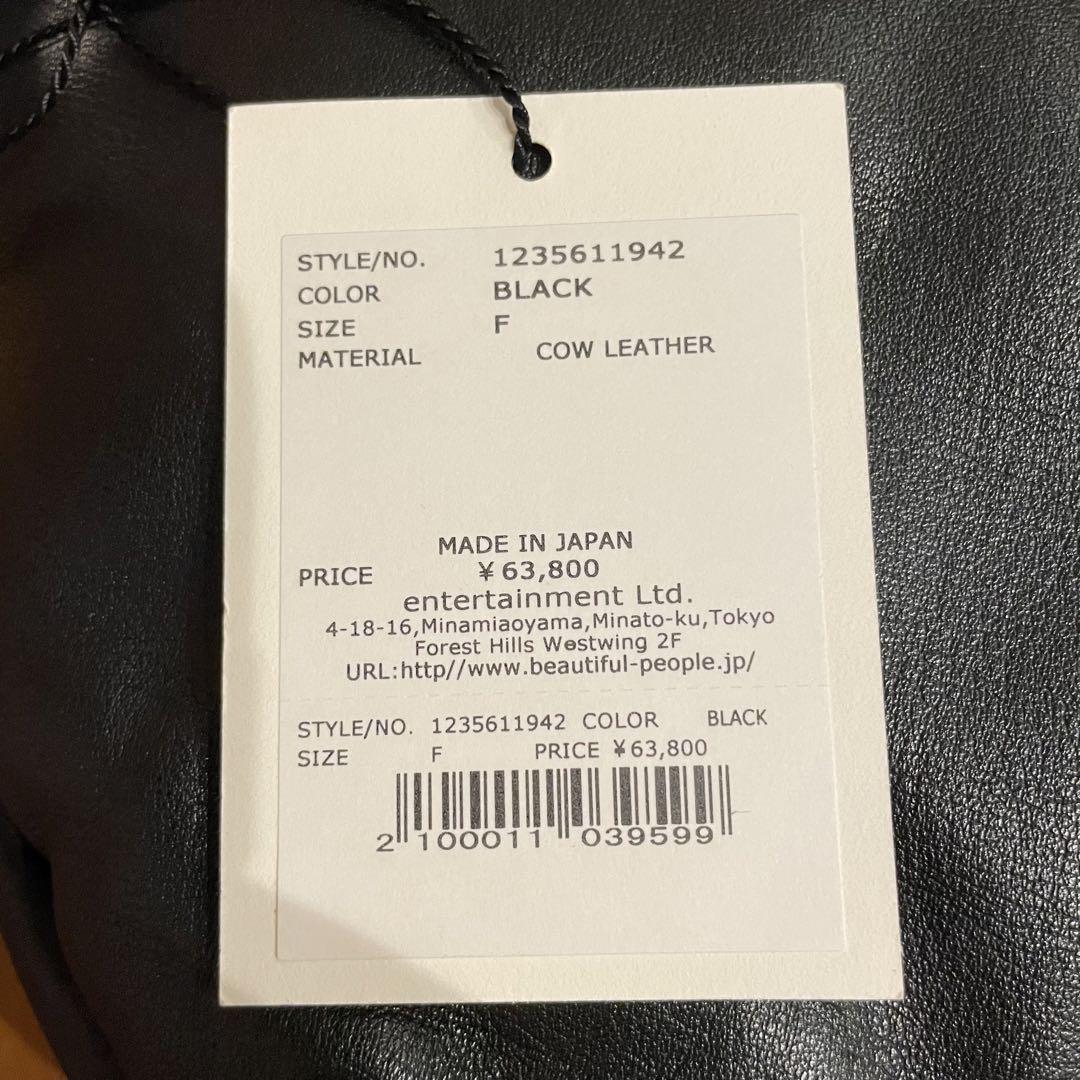 STYLE/NO. 1235611942
COLOR BLACK
SIZE F
MATERIAL COW LEATHER
MADE IN JAPAN
PRICE ¥63,800
entertainment Ltd.
4-18-16,Minamiaoyama,Minato-ku,Tokyo
Forest Hills Westwing 2F
URL:http//www.beautiful-people.jp/
STYLE/NO. 1235611942 COLOR BLACK
SIZE F PRICE ¥63,800
2 100011 039599